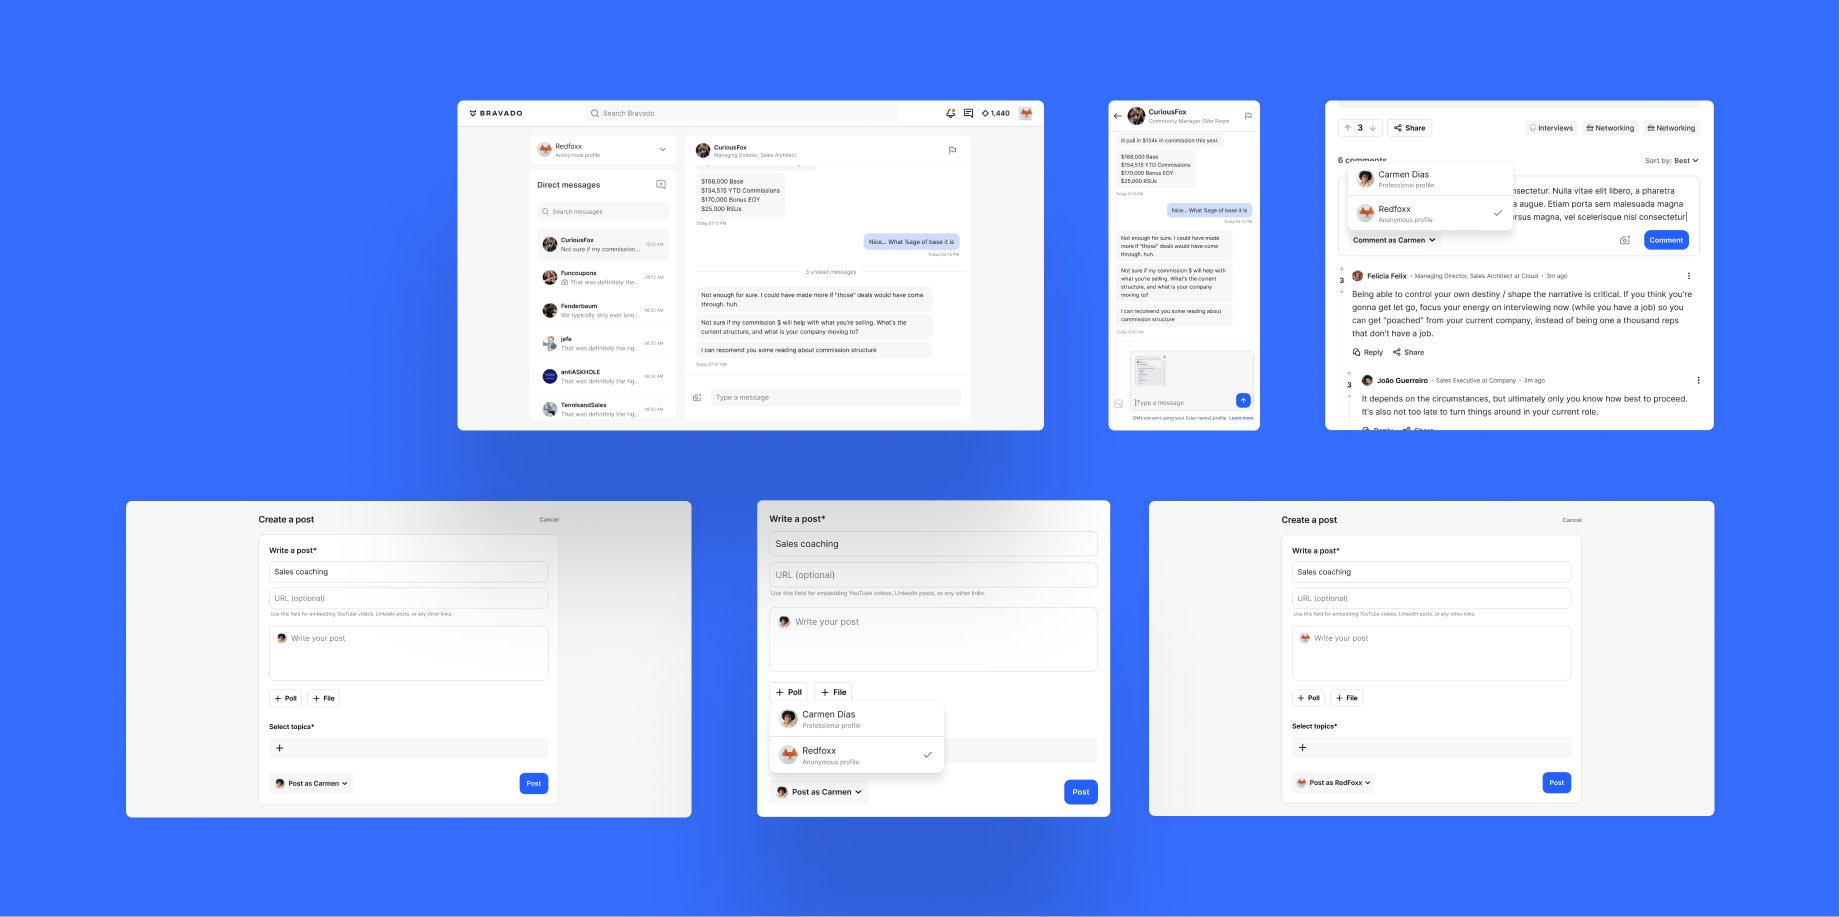 BRAVADO
Search Bravado
1,440
Redfoxx
Anonymous profile
Direct messages
Search messages
CuriousFox
10:12 AM
Not sure if my commission...
Funcoupons
09:12 AM
That was definitely the...
Fenderbaum
08:32 AM
We typically only ever kno...
jefe
08:32 AM
That was definitely the rig...
antiASKHOLE
08:32 AM
That was definitely the rig...
TennisandSales
08:32 AM
That was definitely the rig...
CuriousFox
Managing Director, Sales Architect
$168,000 Base
$154,515 YTD Commissions
$170,000 Bonus EOY
$25,000 RSUs
Today 01:13 PM
Nice... What %age of base it is
Today 04:15 PM
3 unread messages
Not enough for sure. I could have made more if "those" deals would have come
through. huh.
Not sure if my commission $ will help with what you're selling. What's the
current structure, and what is your company moving to?
I can recomend you some reading about commission structure
Today 07:01 PM
Type a message
CuriousFox
Community Manager (War Room
ill pull in $154k in commission this year.
$168,000 Base
$154,515 YTD Commissions
$170,000 Bonus EOY
$25,000 RSUs
Today 01:13 PM
Nice... What %age of base it is
Today 04:15 PM
Not enough for sure. I could have made
more if "those" deals would have come
through. huh.
Not sure if my commission $ will help with
what you're selling. What's the current
structure, and what is your company
moving to?
I can recomend you some reading about
commission structure
Today 07:01 PM
Type a message
DMs are sent using your [User name] profile. Learn more
3
Share
Interviews
Networking
Networking
6 comments
Sort by: Best
Carmen Dias
Professional profile
Redfoxx
Anonymous profile
nsectetur. Nulla vitae elit libero, a pharetra
a augue. Etiam porta sem malesuada magna
rsus magna, vel scelerisque nisl consectetur
Comment as Carmen
Comment
3
Felicia Felix • Managing Director, Sales Architect at Cloud • 3m ago
Being able to control your own destiny / shape the narrative is critical. If you think you're
gonna get let go, focus your energy on interviewing now (while you have a job) so you
can get "poached" from your current company, instead of being one a thousand reps
that don't have a job.
Reply
Share
3
João Guerreiro • Sales Executive at Company • 3m ago
It depends on the circumstances, but ultimately only you know how best to proceed.
It's also not too late to turn things around in your current role.
Reply
Share
Create a post
Cancel
Write a post*
Sales coaching
URL (optional)
Use this field for embedding YouTube videos, LinkedIn posts, or any other links.
Write your post
+ Poll
+ File
Select topics*
+
Post as Carmen
Post
Write a post*
Sales coaching
URL (optional)
Use this field for embedding YouTube videos, LinkedIn posts, or any other links.
Write your post
+ Poll
+ File
Carmen Dias
Professional profile
Redfoxx
Anonymous profile
Post as Carmen
Post
Create a post
Cancel
Write a post*
Sales coaching
URL (optional)
Use this field for embedding YouTube videos, LinkedIn posts, or any other links.
Write your post
+ Poll
+ File
Select topics*
+
Post as RedFoxx
Post